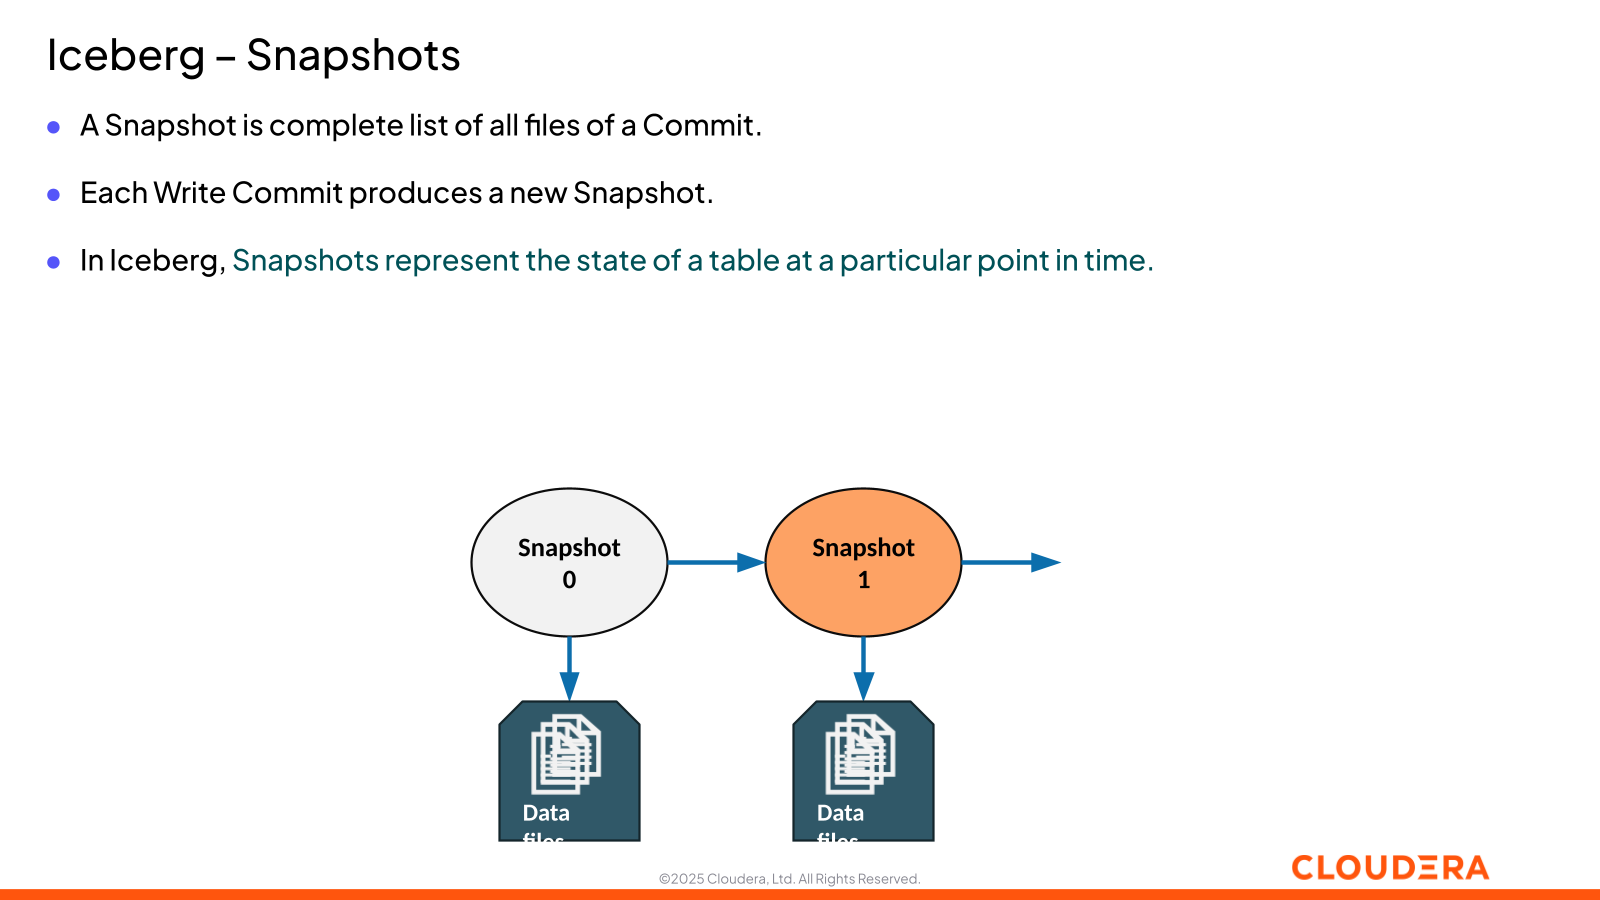 Iceberg – Snapshots
A Snapshot is complete list of all files of a Commit.
Each Write Commit produces a new Snapshot.
In Iceberg, Snapshots represent the state of a table at a particular point in time.
Snapshot
0
Snapshot
1
Data
files
Data
files
©2025 Cloudera, Ltd. All Rights Reserved.
CLOUDERA